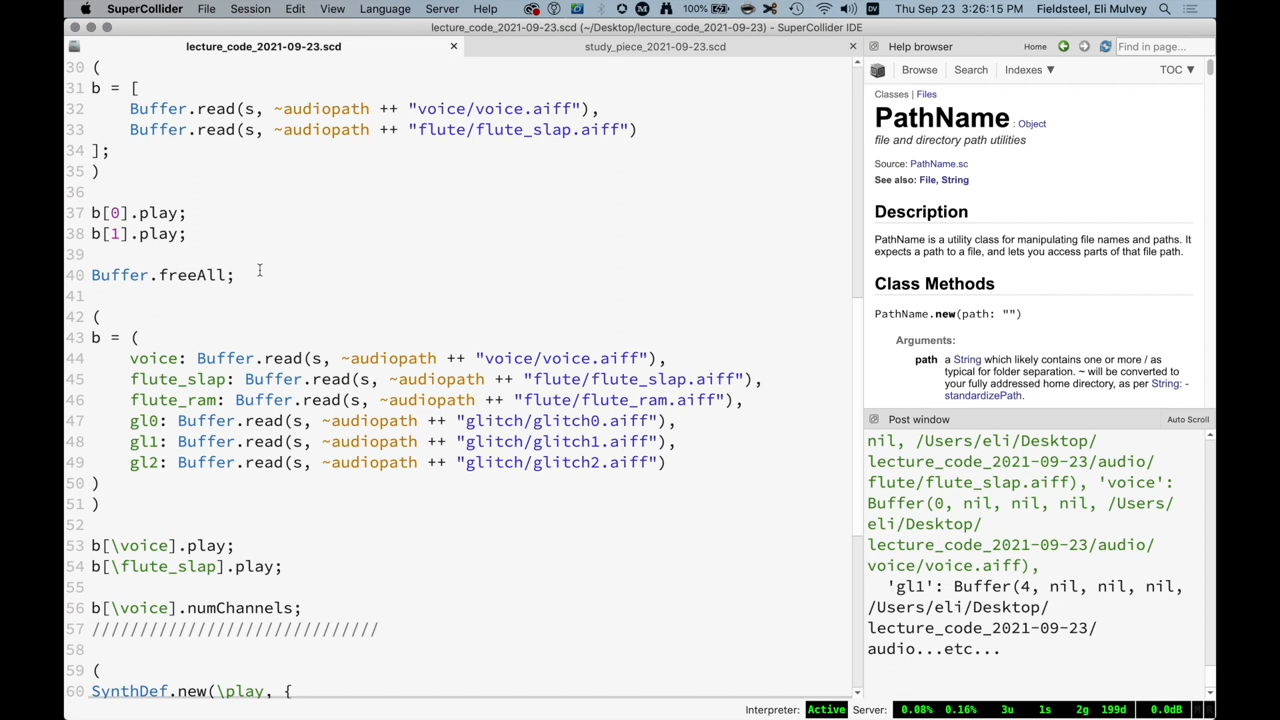 SuperCollider File Session Edit View Language Server Help 100% DV Thu Sep 23 3:26:15 PM Fieldsteel, Eli Mulvey
lecture_code_2021-09-23.scd (~/Desktop/lecture_code_2021-09-23) - SuperCollider IDE
lecture_code_2021-09-23.scd
study_piece_2021-09-23.scd
30 (
31 b = [
32 Buffer.read(s, ~audiopath ++ "voice/voice.aiff"),
33 Buffer.read(s, ~audiopath ++ "flute/flute_slap.aiff")
34 ];
35 )
36
37 b[0].play;
38 b[1].play;
39
40 Buffer.freeAll;
41
42 (
43 b = (
44 voice: Buffer.read(s, ~audiopath ++ "voice/voice.aiff"),
45 flute_slap: Buffer.read(s, ~audiopath ++ "flute/flute_slap.aiff"),
46 flute_ram: Buffer.read(s, ~audiopath ++ "flute/flute_ram.aiff"),
47 gl0: Buffer.read(s, ~audiopath ++ "glitch/glitch0.aiff"),
48 gl1: Buffer.read(s, ~audiopath ++ "glitch/glitch1.aiff"),
49 gl2: Buffer.read(s, ~audiopath ++ "glitch/glitch2.aiff")
50 )
51 )
52
53 b[\voice].play;
54 b[\flute_slap].play;
55
56 b[\voice].numChannels;
57 //////////////////////////////
58
59 (
60 SynthDef.new(\play, {
Help browser Home Find in page...
Browse Search Indexes ▼ TOC ▼
Classes | Files
PathName : Object
file and directory path utilities
Source: PathName.sc
See also: File, String
Description
PathName is a utility class for manipulating file names and paths. It
expects a path to a file, and lets you access parts of that file path.
Class Methods
PathName.new(path: "")
Arguments:
path a String which likely contains one or more / as
typical for folder separation. ~ will be converted to
your fully addressed home directory, as per String: -
standardizePath.
Post window Auto Scroll
nil, /Users/eli/Desktop/
lecture_code_2021-09-23/audio/
flute/flute_slap.aiff), 'voice':
Buffer(0, nil, nil, nil, /Users/
eli/Desktop/
lecture_code_2021-09-23/audio/
voice/voice.aiff),
'gl1': Buffer(4, nil, nil, nil,
/Users/eli/Desktop/
lecture_code_2021-09-23/
audio...etc...
Interpreter: Active Server: 0.08% 0.16% 3u 1s 2g 199d 0.0dB M R